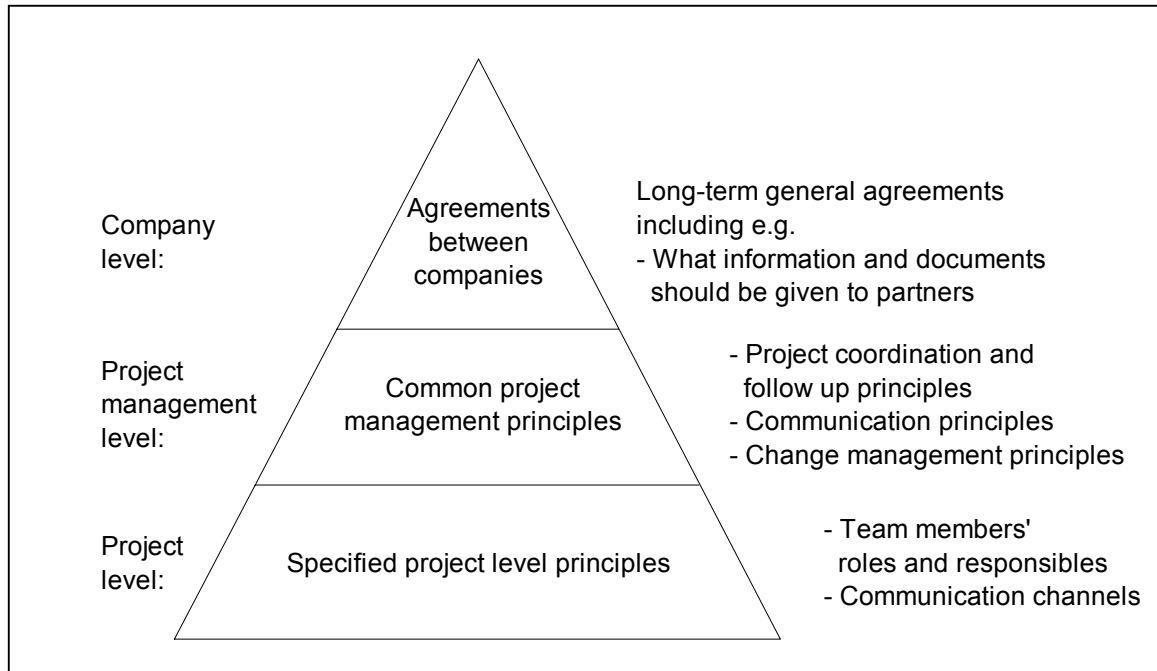 Company
level:
Agreements
between
companies
Long-term general agreements
including e.g.
- What information and documents
should be given to partners
Project
management
level:
Common project
management principles
- Project coordination and
follow up principles
- Communication principles
- Change management principles
Project
level:
Specified project level principles
- Team members'
roles and responsibles
- Communication channels